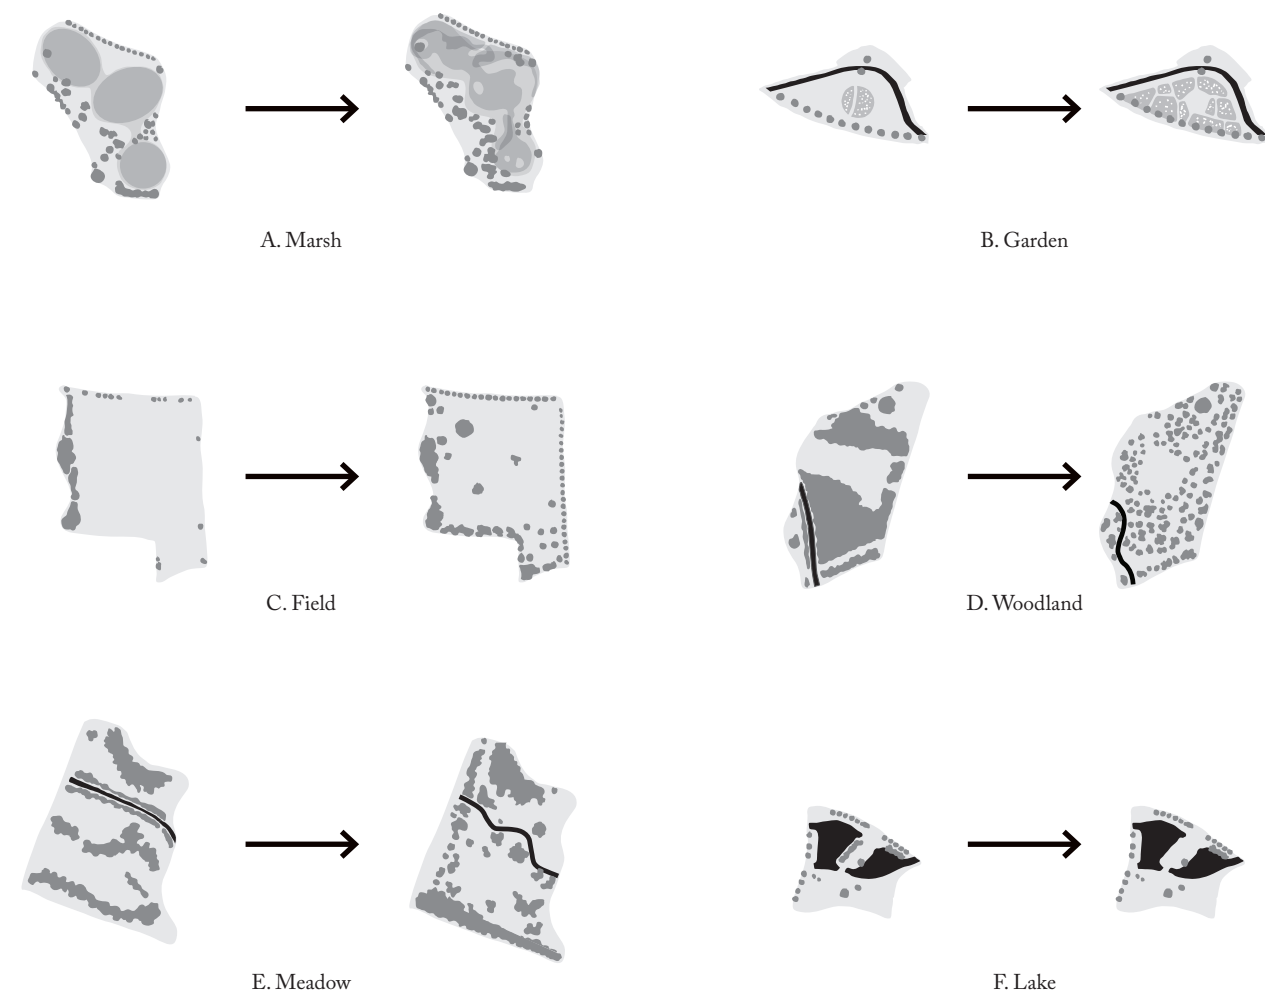 A. Marsh
B. Garden
C. Field
D. Woodland
E. Meadow
F. Lake